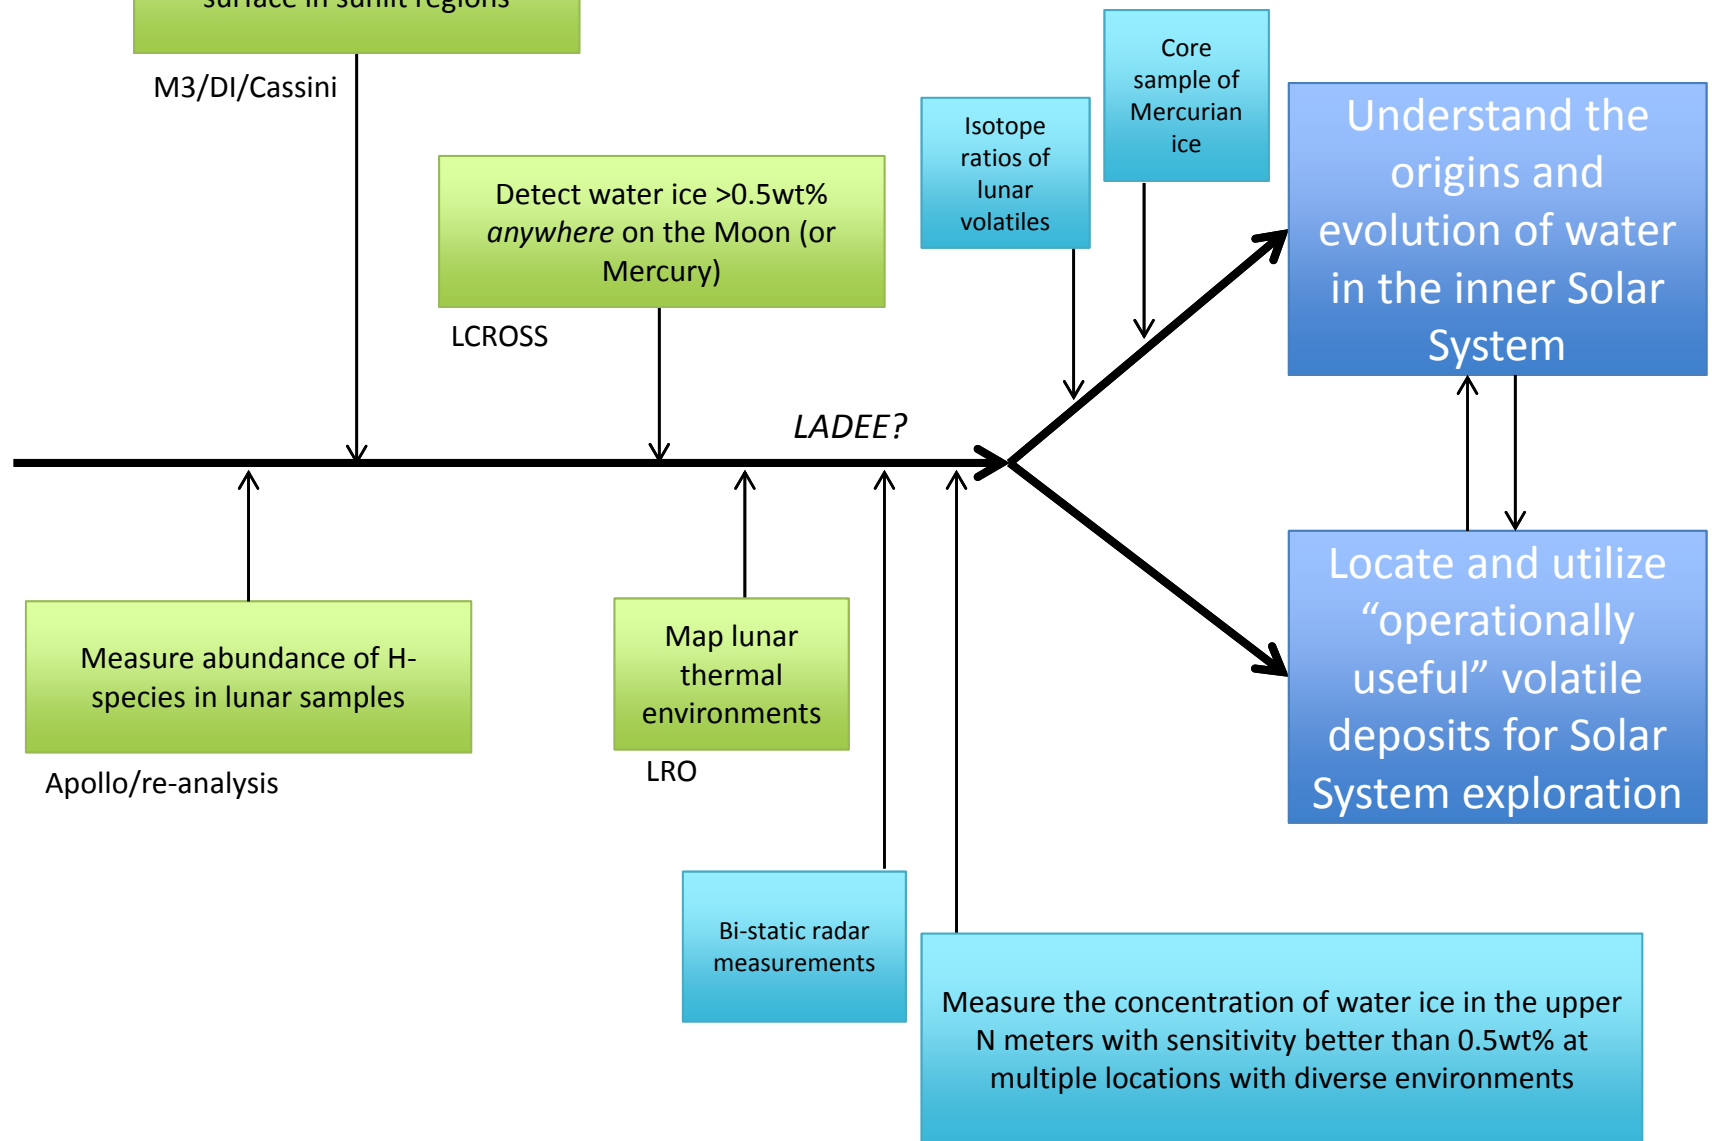 surface in sunlit regions
M3/DI/Cassini
Core
sample of
Mercurian
ice
Isotope
ratios of
lunar
volatiles
Understand the
origins and
evolution of water
in the inner Solar
System
Detect water ice >0.5wt%
anywhere on the Moon (or
Mercury)
LCROSS
LADEE?
Measure abundance of H-
species in lunar samples
Apollo/re-analysis
Map lunar
thermal
environments
LRO
Locate and utilize
“operationally
useful” volatile
deposits for Solar
System exploration
Bi-static radar
measurements
Measure the concentration of water ice in the upper
N meters with sensitivity better than 0.5wt% at
multiple locations with diverse environments